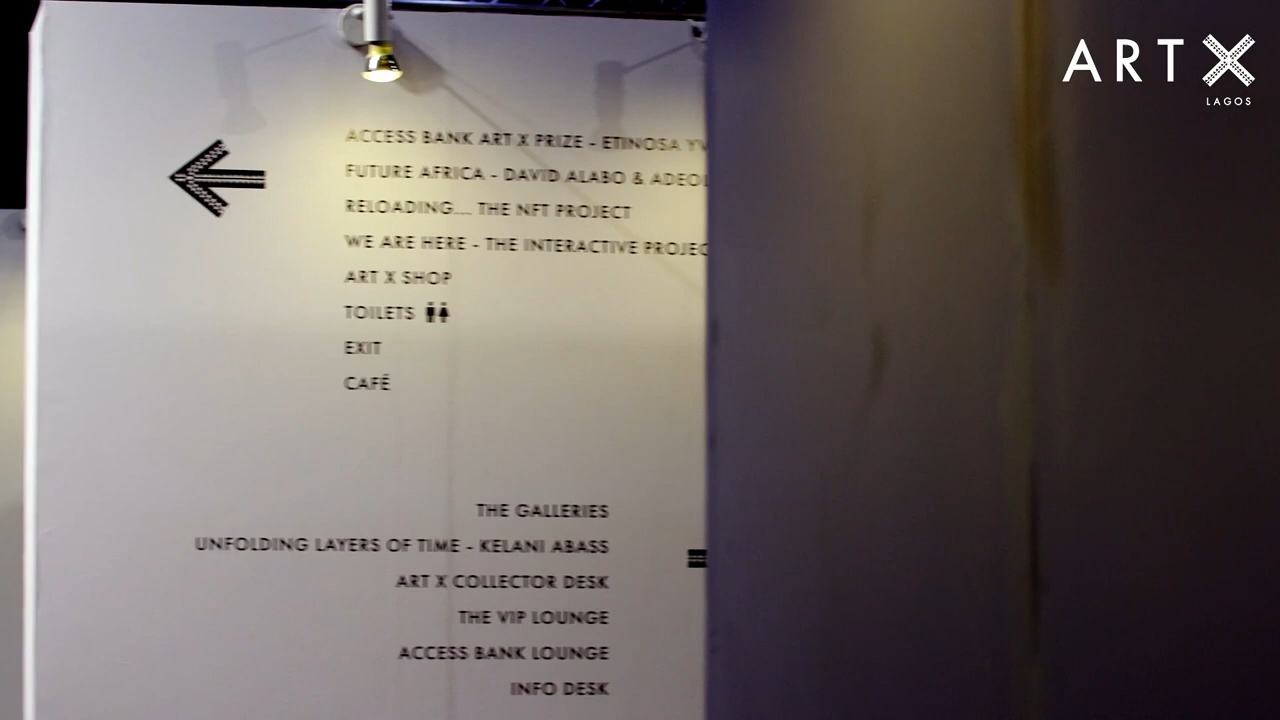 ART X
LAGOS
ACCESS BANK ART X PRIZE - ETINOSA
FUTURE AFRICA - DAVID ALABO &
RELOADING.... THE NFT PROJECT
WE ARE HERE - THE INTERACTIVE
ART X SHOP
TOILETS
EXIT
CAFÉ
THE GALLERIES
UNFOLDING LAYERS OF TIME - KELANI ABASS
ART X COLLECTOR DESK
THE VIP LOUNGE
ACCESS BANK LOUNGE
INFO DESK